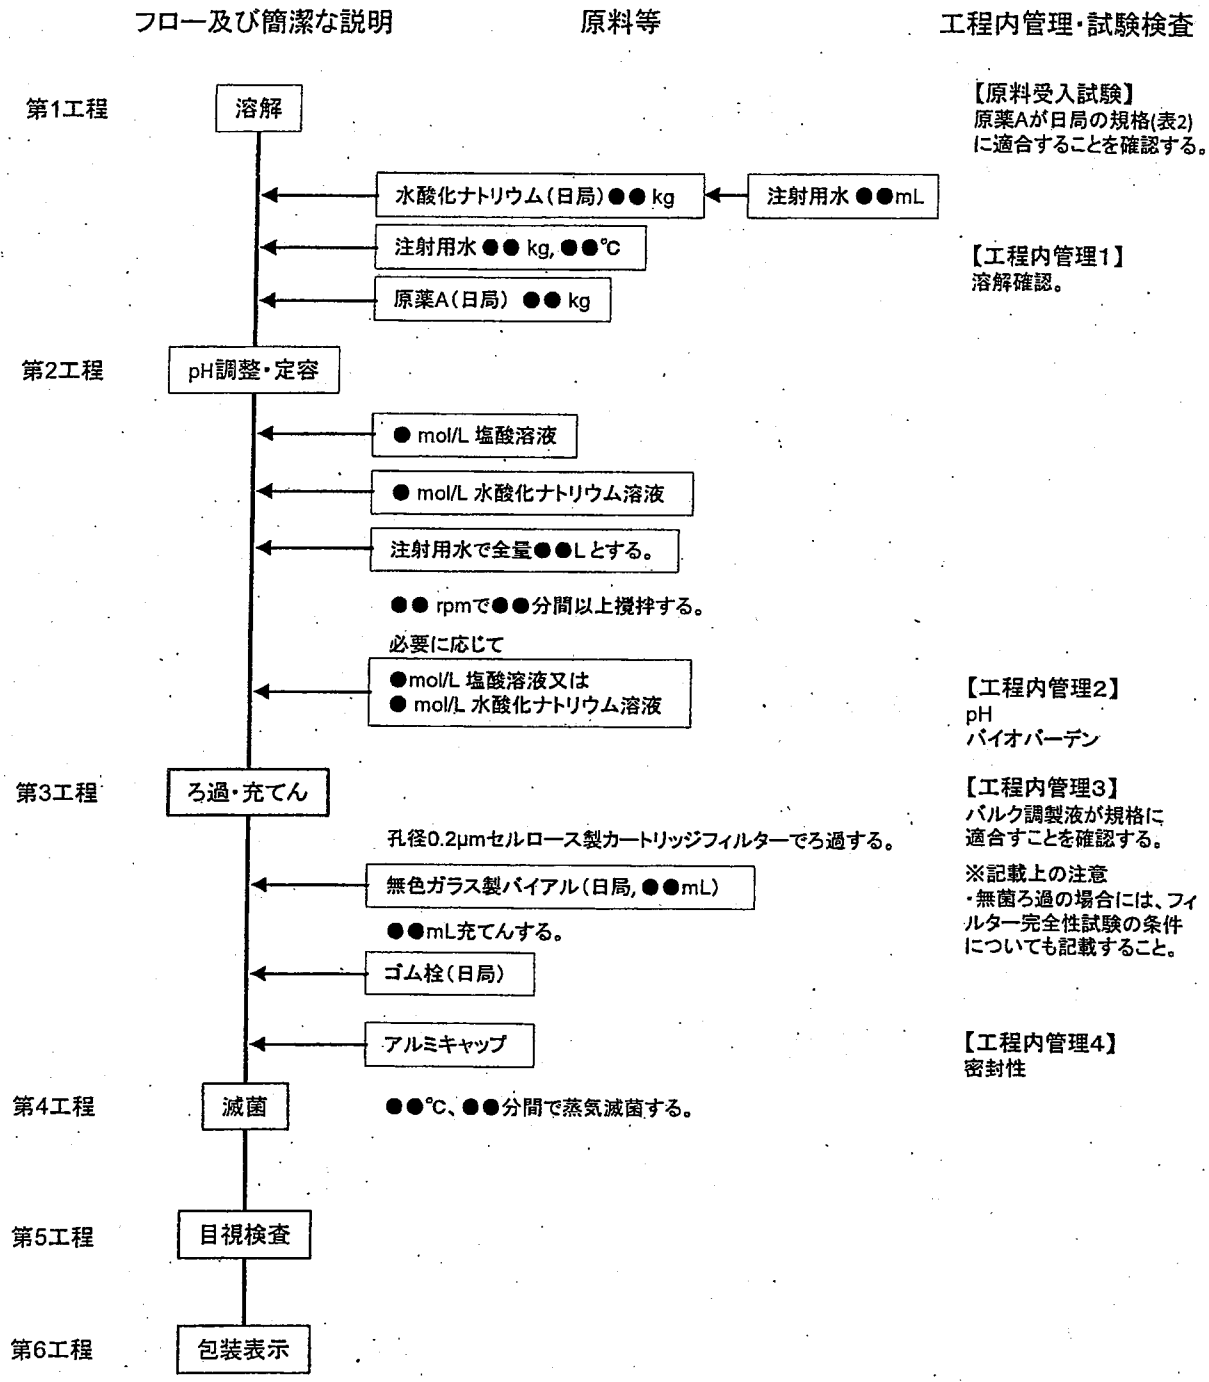 フロー及び簡潔な説明
原料等
工程内管理・試験検査
第1工程
溶解
【原料受入試験】
原薬Aが日局の規格(表2)
に適合することを確認する。
水酸化ナトリウム(日局)●● kg
注射用水 ●●mL
注射用水 ●● kg, ●●℃
原薬A(日局) ●● kg
【工程内管理1】
溶解確認。
第2工程
pH調整・定容
● mol/L 塩酸溶液
● mol/L 水酸化ナトリウム溶液
注射用水で全量●●Lとする。
●● rpmで●●分間以上攪拌する。
必要に応じて
●mol/L 塩酸溶液又は
● mol/L 水酸化ナトリウム溶液
【工程内管理2】
pH
バイオバーデン
第3工程
ろ過・充てん
【工程内管理3】
バルク調製液が規格に
適合すことを確認する。
孔径0.2μmセルロース製カートリッジフィルターでろ過する。
※記載上の注意
・無菌ろ過の場合には、フィ
ルター完全性試験の条件
についても記載すること。
無色ガラス製バイアル(日局, ●●mL)
●●mL充てんする。
ゴム栓(日局)
アルミキャップ
【工程内管理4】
密封性
第4工程
滅菌
●●℃、●●分間で蒸気滅菌する。
第5工程
目視検査
第6工程
包装表示